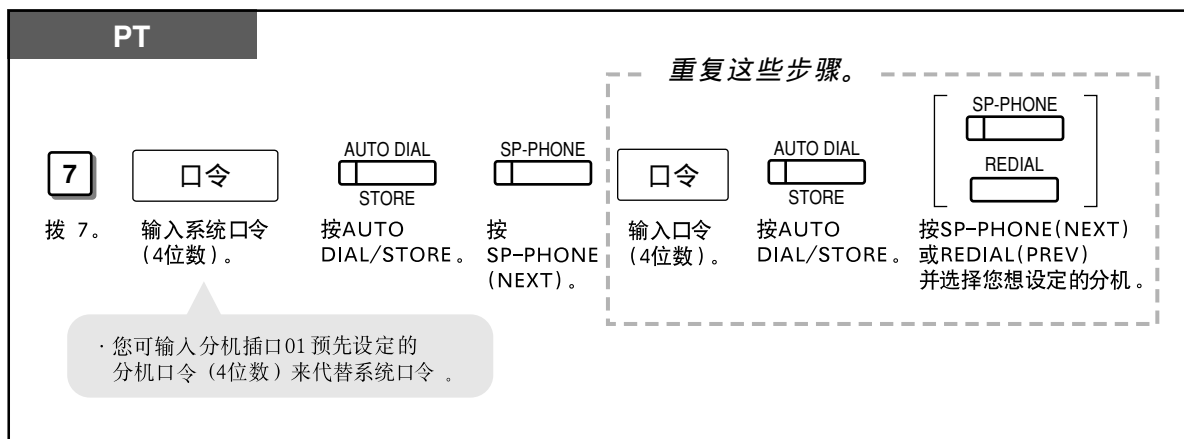 PT
重复这些步骤。
7
口令
AUTO DIAL
STORE
SP-PHONE
口令
AUTO DIAL
STORE
SP-PHONE
REDIAL
拨 7。
输入系统口令
(4位数)。
按AUTO
DIAL/STORE。
按
SP-PHONE
(NEXT)。
输入口令
(4位数)。
按AUTO
DIAL/STORE。
按SP-PHONE(NEXT)
或REDIAL(PREV)
并选择您想设定的分机。
·您可输入分机插口01预先设定的
分机口令(4位数)来代替系统口令。